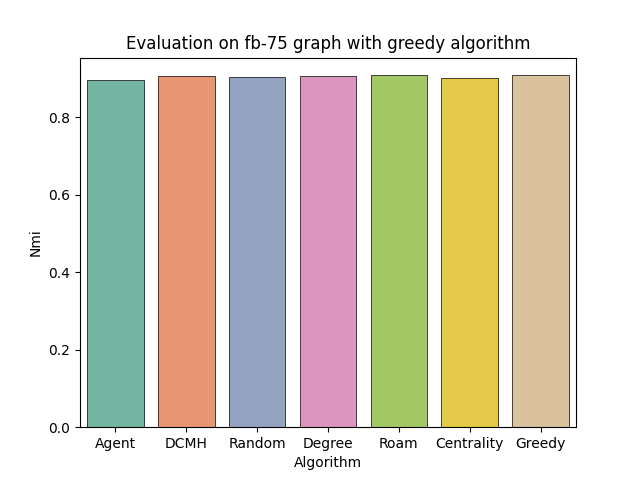 Evaluation on fb-75 graph with greedy algorithm
Nmi
0.8
0.6
0.4
0.2
0.0
Agent DCMH Random Degree Roam Centrality Greedy
Algorithm